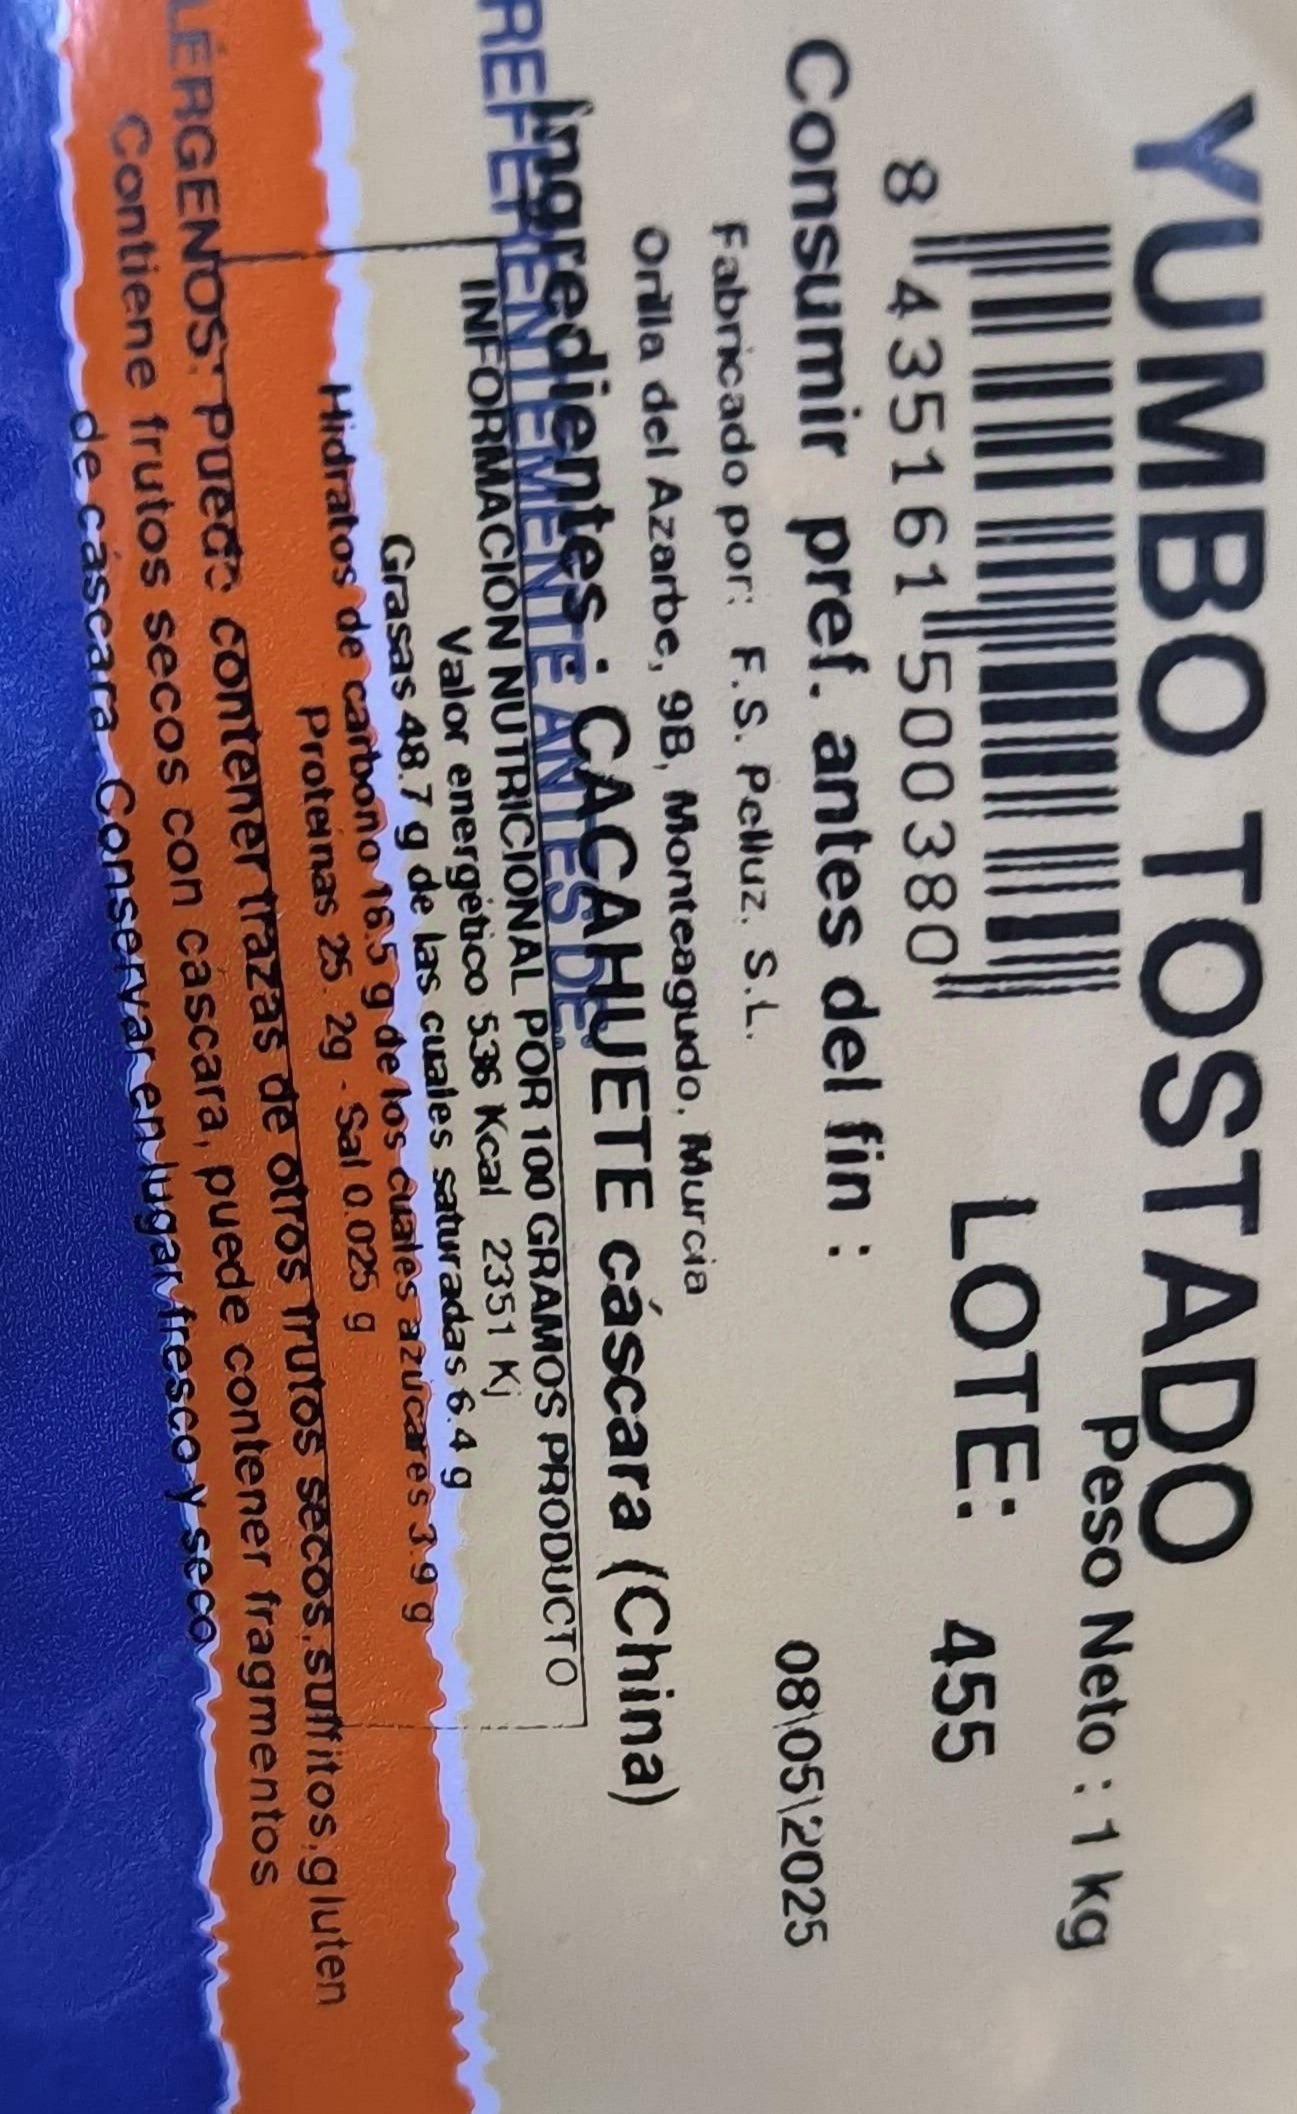 YUMBO TOSTADO
Peso Neto : 1 kg
8 435161 500380
LOTE: 455
Consumir pref. antes del fin : 08\05\2025
Fabricado por: F.S. Pelluz. S.L.
Orilla del Azarbe, 9B, Monteagudo, Murcia
Ingredientes : CACAHUETE cáscara (China)
REFERENTEMENTE ANTES DE:
INFORMACIÓN NUTRICIONAL POR 100 GRAMOS PRODUCTO
Valor energético 536 Kcal 2351 Kj
Grasas 48.7 g de las cuales saturadas 6.4 g
Hidratos de carbono 16.5 g de los cuales azucares 3.9 g
Proteinas 25. 2g - Sal 0.025 g
LÉRGENOS: Puede contener trazas de otros frutos secos, sulfitos, gluten
Contiene frutos secos con cáscara, puede contener fragmentos
de cáscara. Conservar en lugar fresco y seco